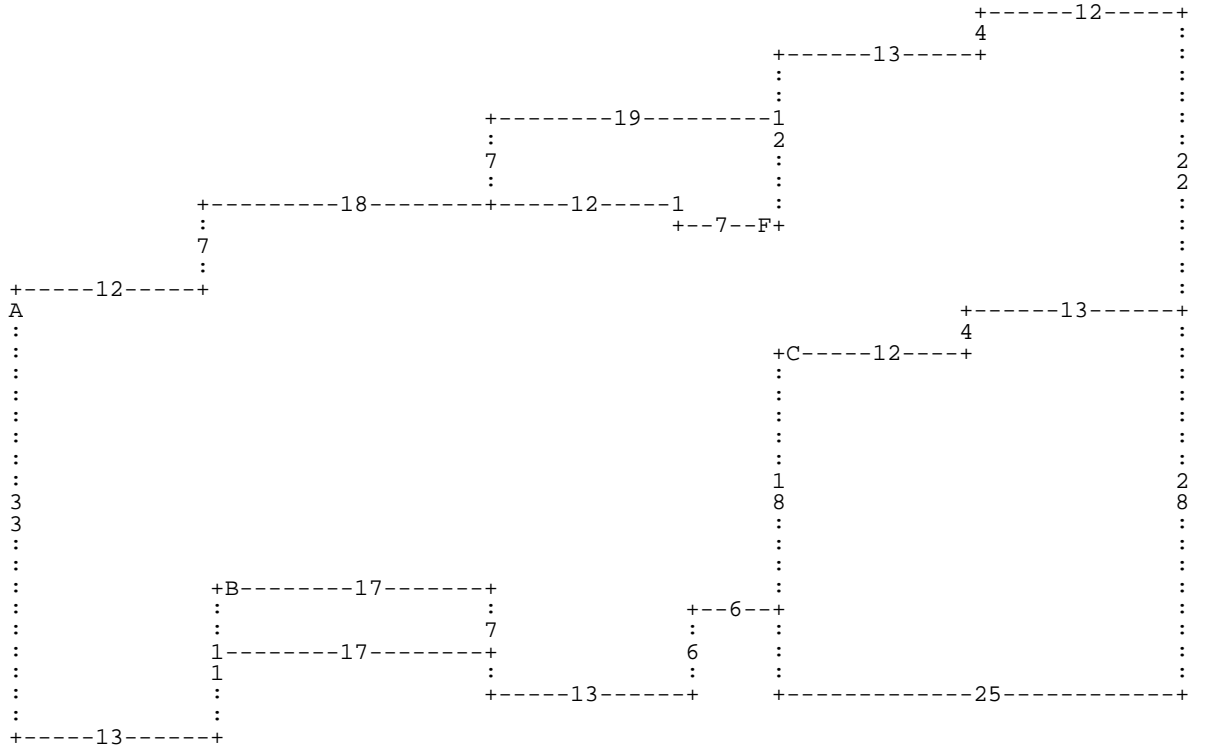 +------12-----+
                                                                   4             :
                                                     +------13-----+             :
                                                     :                           :
                                                     :                           :
                                 +--------19---------1                           :
                                 :                   2                           :
                                 7                   :                           2
                                 :                   :                           2
             +---------18--------+-----12-----1      :                           :
             :                                +--7--F+                           :
             7                                                                   :
             :                                                                   :
+-----12-----+                                                                   :
A                                                                 +------13------+
:                                                                 4              :
:                                                    +C-----12----+              :
:                                                    :                           :
:                                                    :                           :
:                                                    :                           :
:                                                    :                           :
:                                                    :                           :
:                                                    1                           2
3                                                    8                           8
3                                                    :                           :
:                                                    :                           :
:                                                    :                           :
:             +B--------17-------+                   :                           :
:             :                  :             +--6--+                           :
:             :                  7             :     :                           :
:             1--------17--------+             6     :                           :
:             1                  :             :     :                           :
:             :                  +-----13------+     +------------25-------------+
:             :
+-----13------+